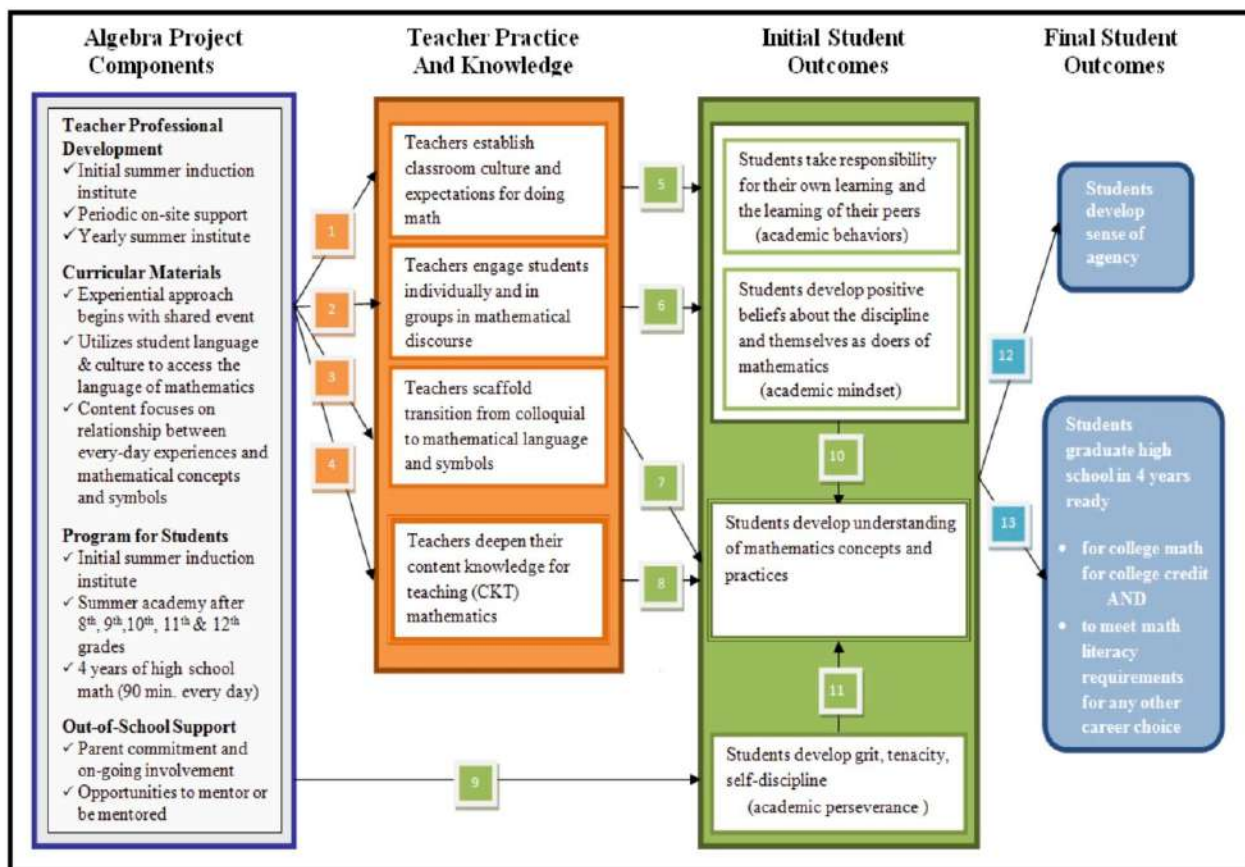 Algebra Project
Components
Teacher Practice
And Knowledge
Initial Student
Outcomes
Final Student
Outcomes
Teacher Professional
Development
✓ Initial summer induction
institute
✓ Periodic on-site support
✓ Yearly summer institute
Curricular Materials
✓ Experiential approach
begins with shared event
✓ Utilizes student language
& culture to access the
language of mathematics
✓ Content focuses on
relationship between
every-day experiences and
mathematical concepts
and symbols
Program for Students
✓ Initial summer induction
institute
✓ Summer academy after
8th, 9th,10th, 11th & 12th
grades
✓ 4 years of high school
math (90 min. every day)
Out-of-School Support
✓ Parent commitment and
on-going involvement
✓ Opportunities to mentor or
be mentored
1
2
3
4
Teachers establish
classroom culture and
expectations for doing
math
Teachers engage students
individually and in
groups in mathematical
discourse
Teachers scaffold
transition from colloquial
to mathematical language
and symbols
Teachers deepen their
content knowledge for
teaching (CKT)
mathematics
5
6
7
8
9
Students take responsibility
for their own learning and
the learning of their peers
(academic behaviors)
Students develop positive
beliefs about the discipline
and themselves as doers of
mathematics
(academic mindset)
10
Students develop understanding
of mathematics concepts and
practices
11
Students develop grit, tenacity,
self-discipline
(academic perseverance )
12
13
Students
develop
sense of
agency
Students
graduate high
school in 4 years
ready
• for college math
for college credit
AND
• to meet math
literacy
requirements
for any other
career choice